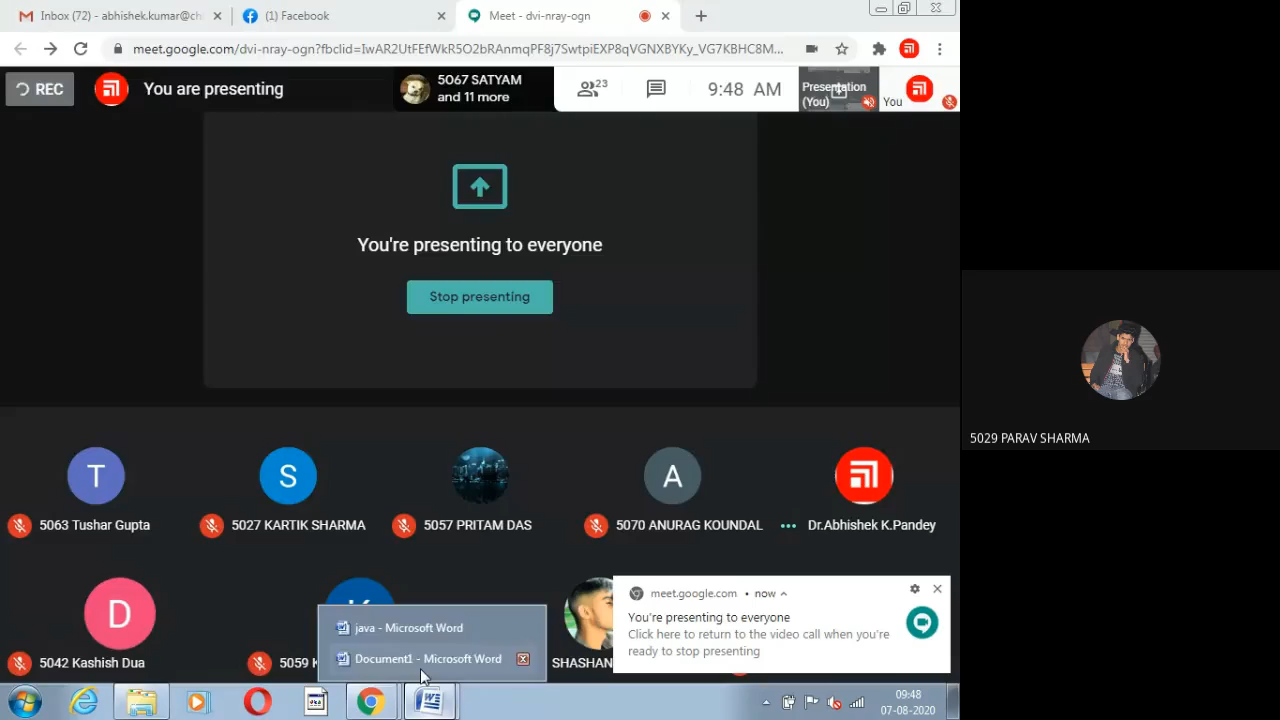 Inbox (72) - abhishek.kumar@ch
(1) Facebook
Meet - dvi-nray-ogn
meet.google.com/dvi-nray-ogn?fbclid=IwAR2UtFEfWkR5O2bRAnmqPF8j7SwtpiEXP8qVGNXBYKy_VG7KBHC8M...
REC
You are presenting
5067 SATYAM
and 11 more
23
9:48 AM
Presentation
(You)
You
You're presenting to everyone
Stop presenting
5029 PARAV SHARMA
T
S
A
5063 Tushar Gupta
5027 KARTIK SHARMA
5057 PRITAM DAS
5070 ANURAG KOUNDAL
Dr.Abhishek K.Pandey
D
meet.google.com • now
You're presenting to everyone
Click here to return to the video call when you're
ready to stop presenting
java - Microsoft Word
Document1 - Microsoft Word
5042 Kashish Dua
5059
SHASHAN
09:48
07-08-2020